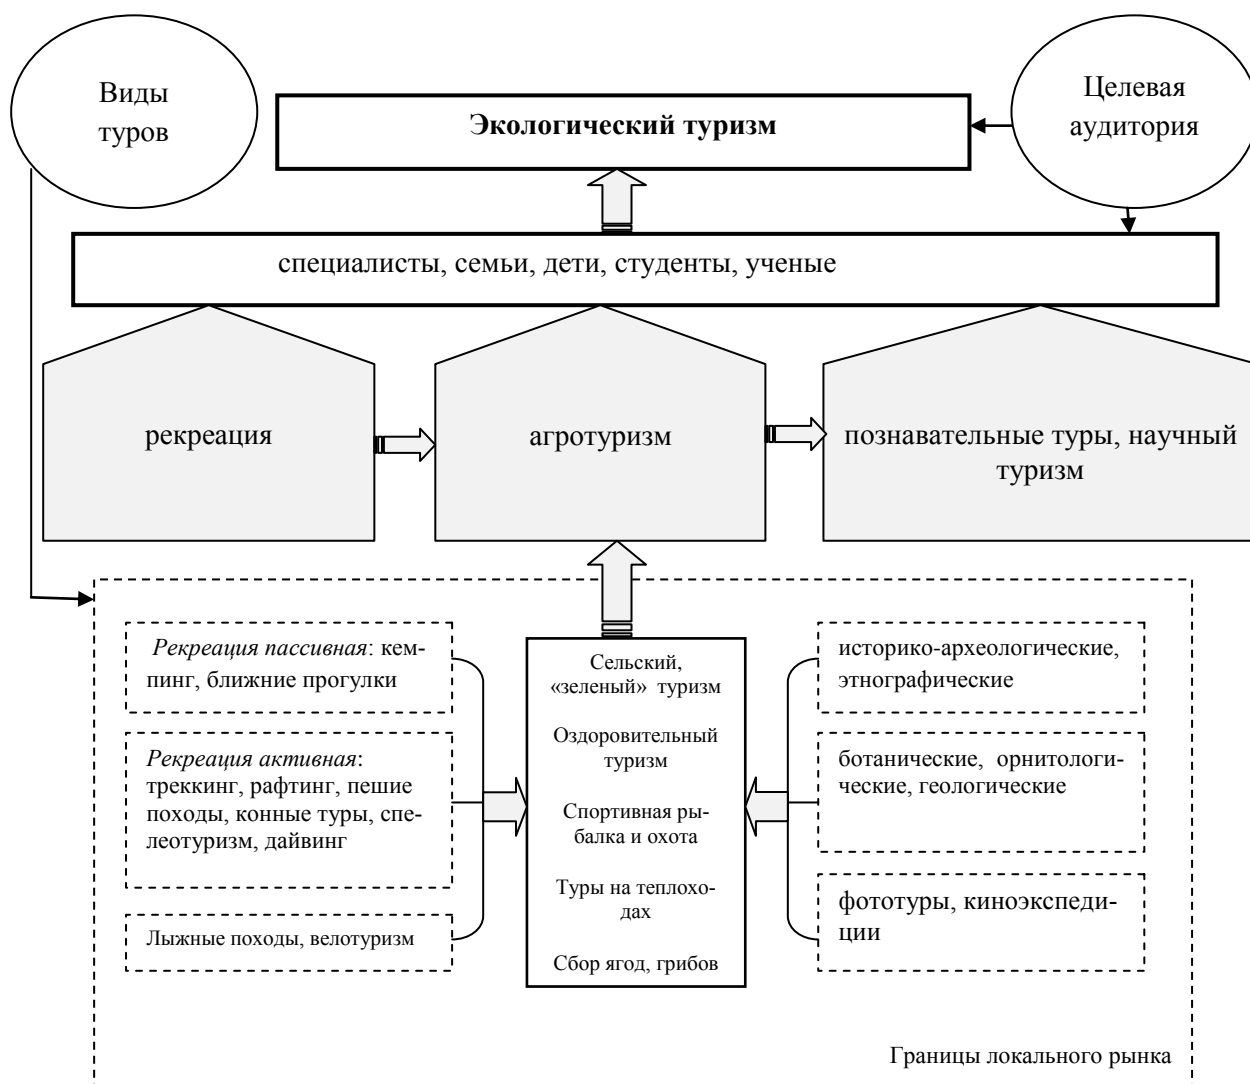 Виды
туров
Экологический туризм
Целевая
аудитория
специалисты, семьи, дети, студенты, ученые
рекреация
агротуризм
познавательные туры, научный
туризм
Рекреация пассивная: кем-
пинг, ближние прогулки
Рекреация активная:
треккинг, рафтинг, пешие
походы, конные туры, спе-
леотуризм, дайвинг
Лыжные походы, велотуризм
Сельский,
«зеленый» туризм
Оздоровительный
туризм
Спортивная ры-
балка и охота
Туры на теплохо-
дах
Сбор ягод, грибов
историко-археологические,
этнографические
ботанические, орнитологи-
ческие, геологические
фототуры, киноэкспеди-
ции
Границы локального рынка